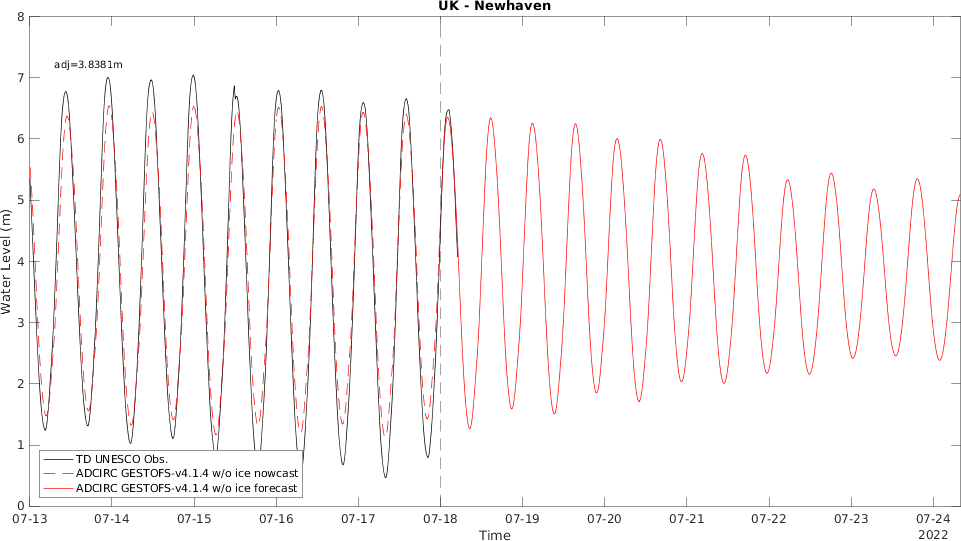 UK - Newhaven
8
adj=3.8381m
7
6
5
4
3
2
1
0
Water Level (m)
TD UNESCO Obs.
ADCIRC GESTOFS-v4.1.4 w/o ice nowcast
ADCIRC GESTOFS-v4.1.4 w/o ice forecast
07-13 07-14 07-15 07-16 07-17 07-18 07-19 07-20 07-21 07-22 07-23 07-24
Time
2022